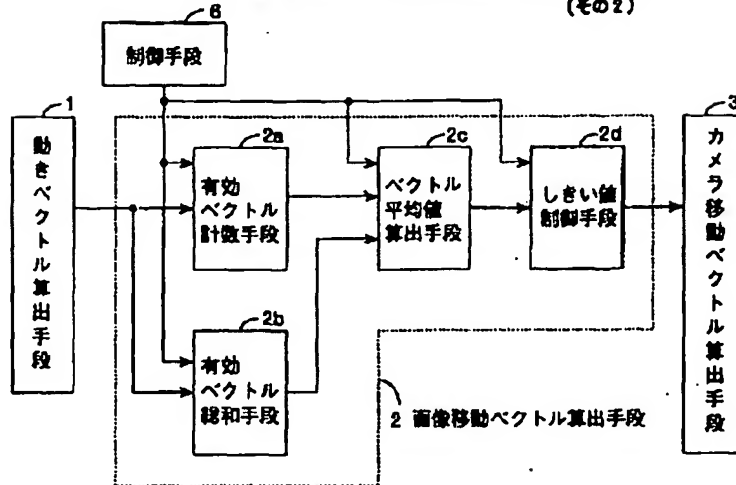 (その2)
6
制御手段
1
動きベクトル算出手段
2a
有効
ベクトル
計数手段
2b
有効
ベクトル
総和手段
2c
ベクトル
平均値
算出手段
2d
しきい値
制御手段
3
カメラ移動ベクトル算出手段
2 画像移動ベクトル算出手段